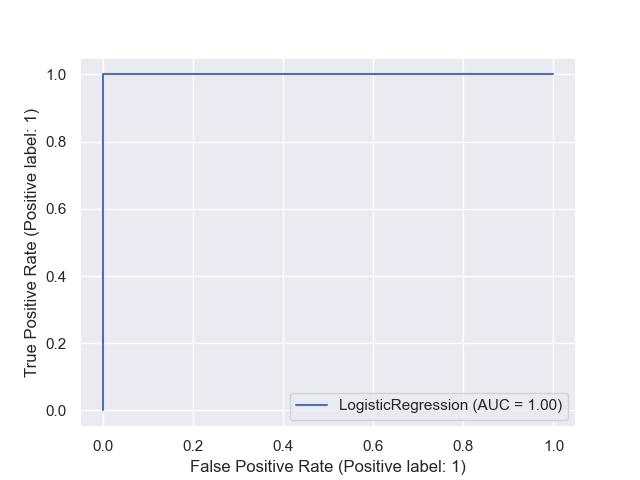 True Positive Rate (Positive label: 1)
1.0
0.8
0.6
0.4
0.2
0.0
LogisticRegression (AUC = 1.00)
0.0 0.2 0.4 0.6 0.8 1.0
False Positive Rate (Positive label: 1)